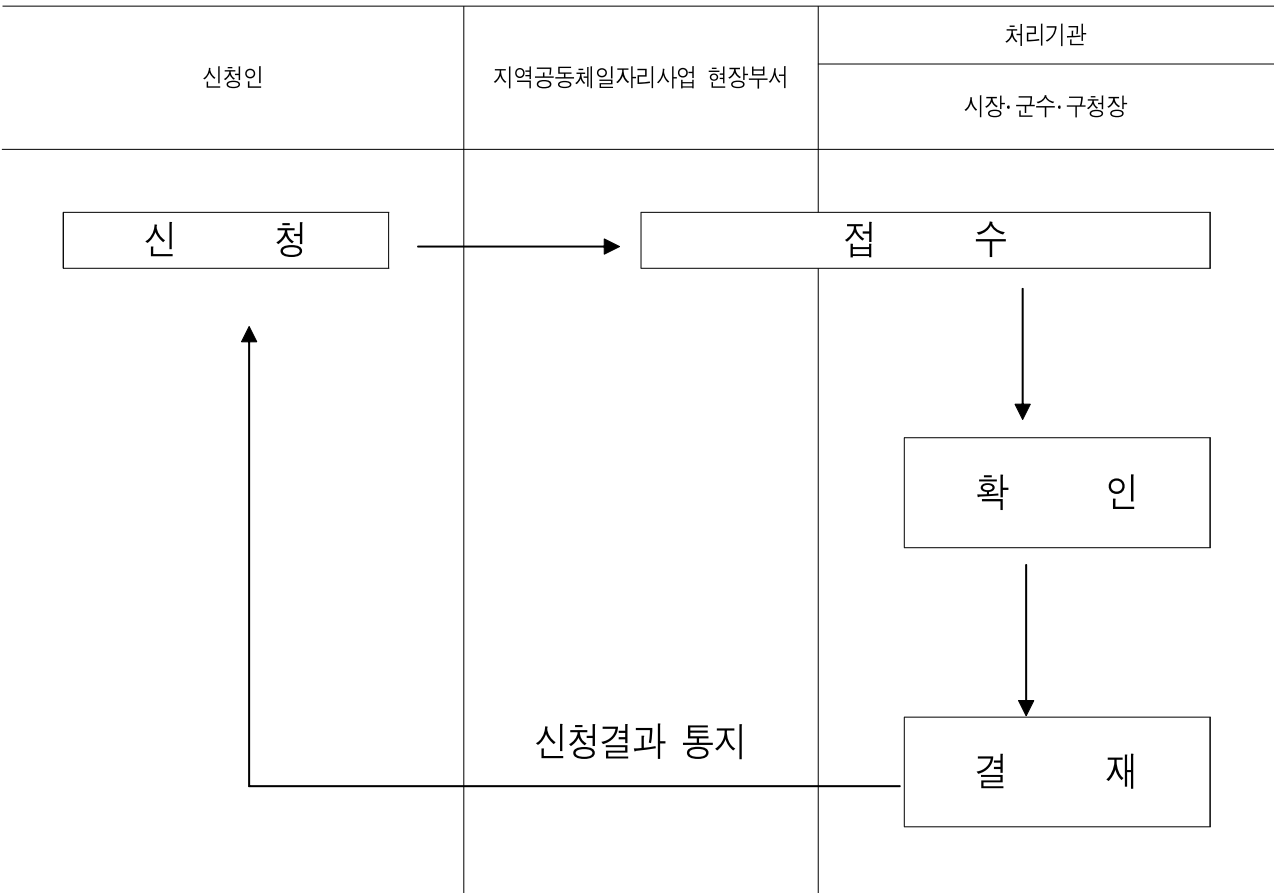 처리기관
신청인
지역공동체일자리사업 현장부서
시장·군수·구청장
신 청
접 수
확 인
신청결과 통지
결 재